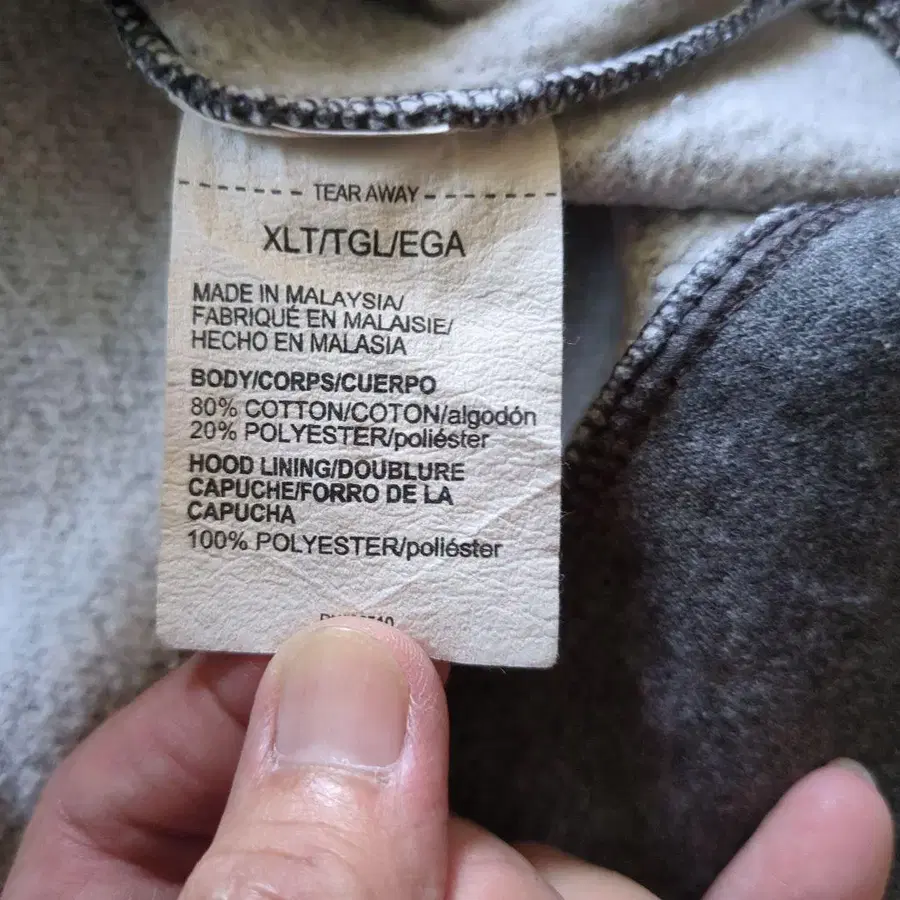 TEAR AWAY
XLT/TGL/EGA
MADE IN MALAYSIA/
FABRIQUÉ EN MALAISIE/
HECHO EN MALASIA
BODY/CORPS/CUERPO
80% COTTON/COTON/algodón
20% POLYESTER/poliéster
HOOD LINING/DOUBLURE
CAPUCHE/FORRO DE LA
CAPUCHA
100% POLYESTER/poliéster